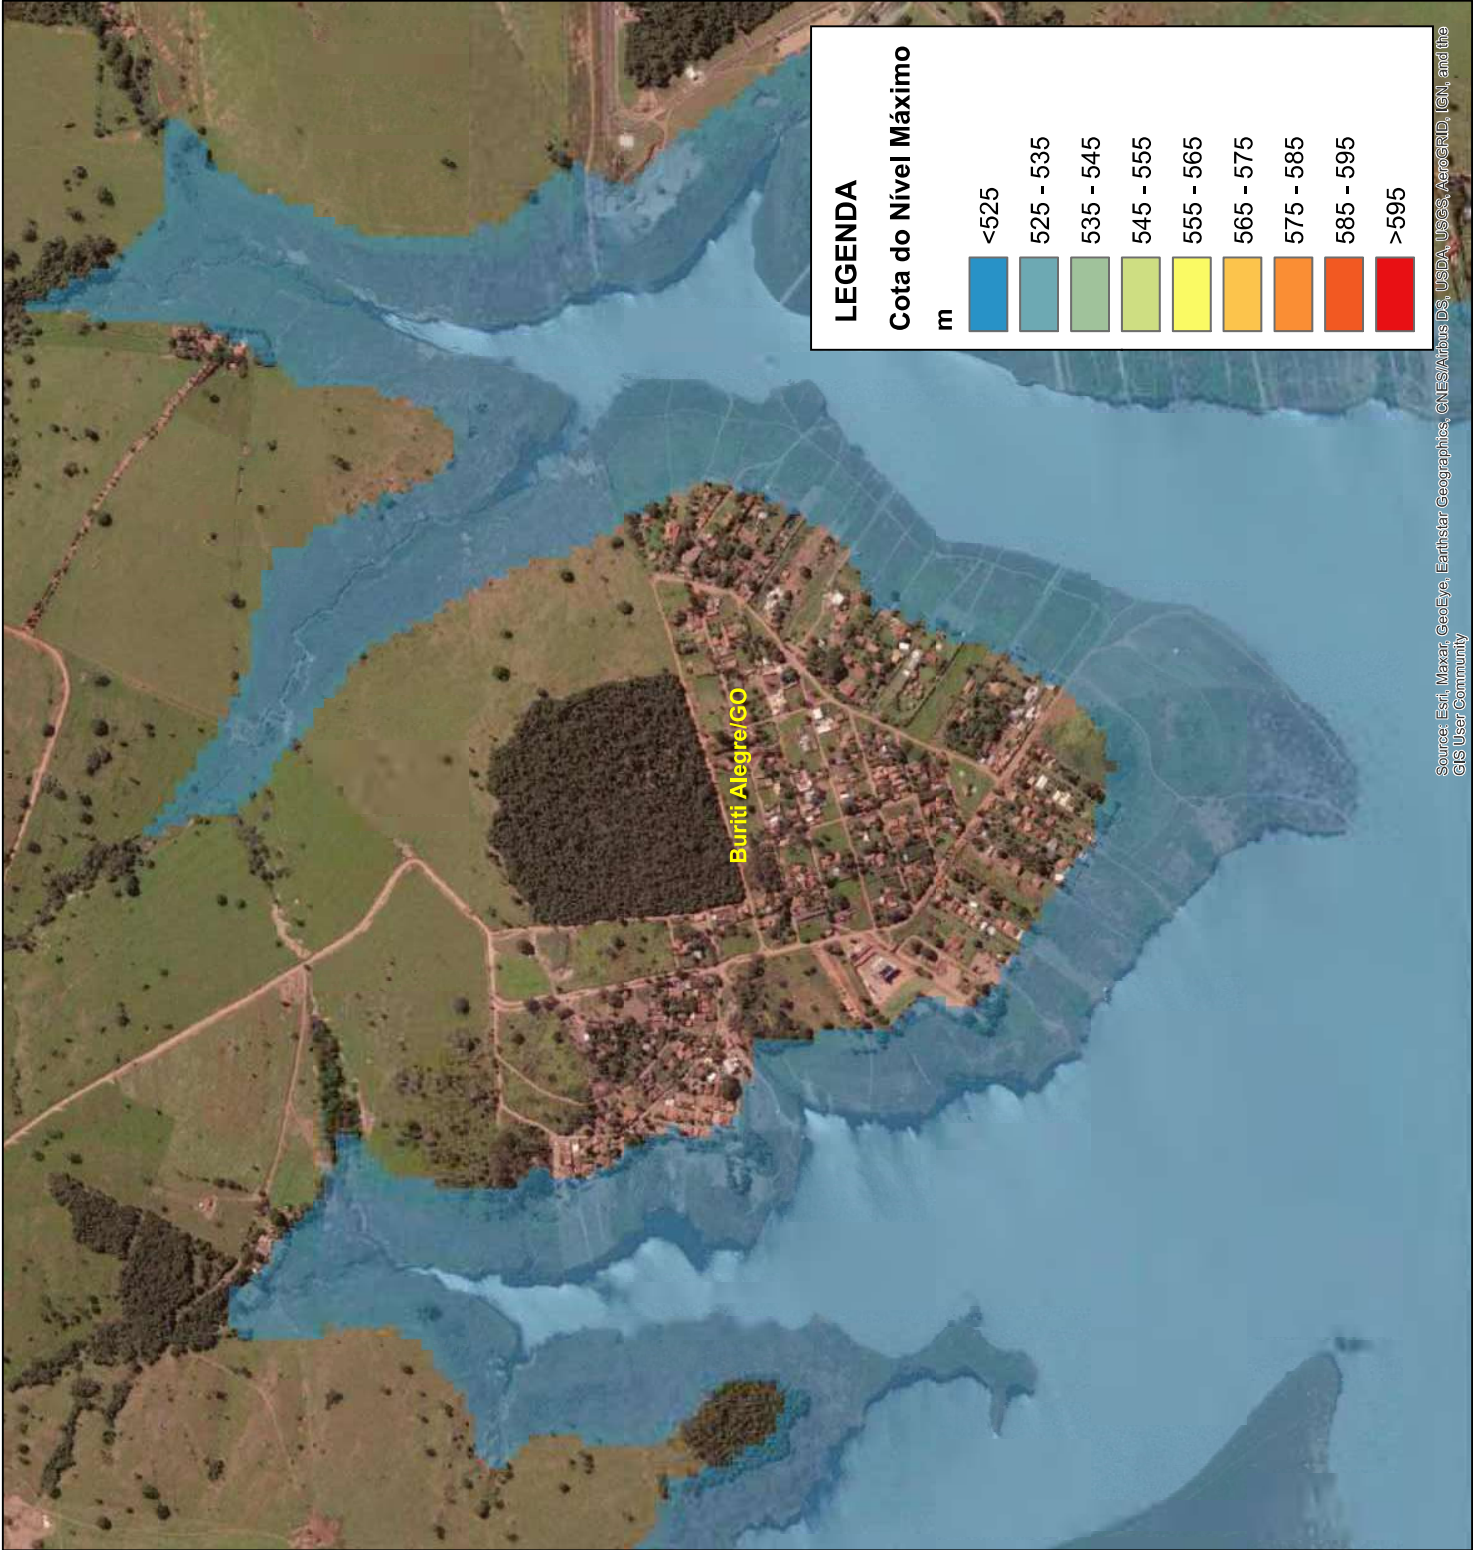 Buriti Alegre/GO
LEGENDA
Cota do Nível Máximo
m
<525
525 - 535
535 - 545
545 - 555
555 - 565
565 - 575
575 - 585
585 - 595
>595
Source: Esri, Maxar, GeoEye, Earthstar Geographics, CNES/Airbus DS, USDA, USGS, AeroGRID, IGN, and the
GIS User Community